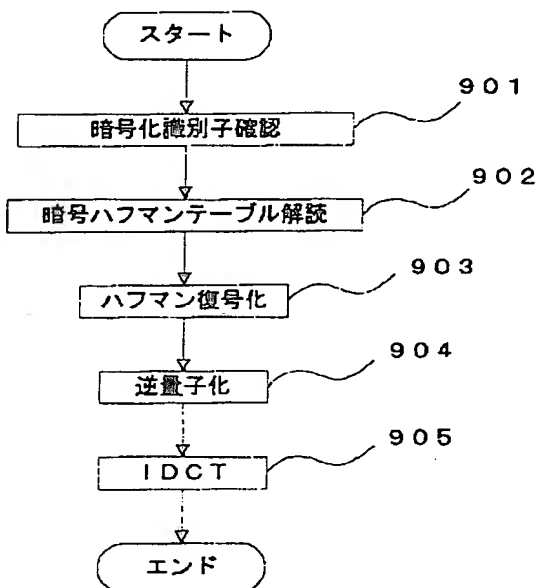 スタート
901
暗号化識別子確認
902
暗号ハフマンテーブル解読
903
ハフマン復号化
904
逆量子化
905
IDCT
エンド